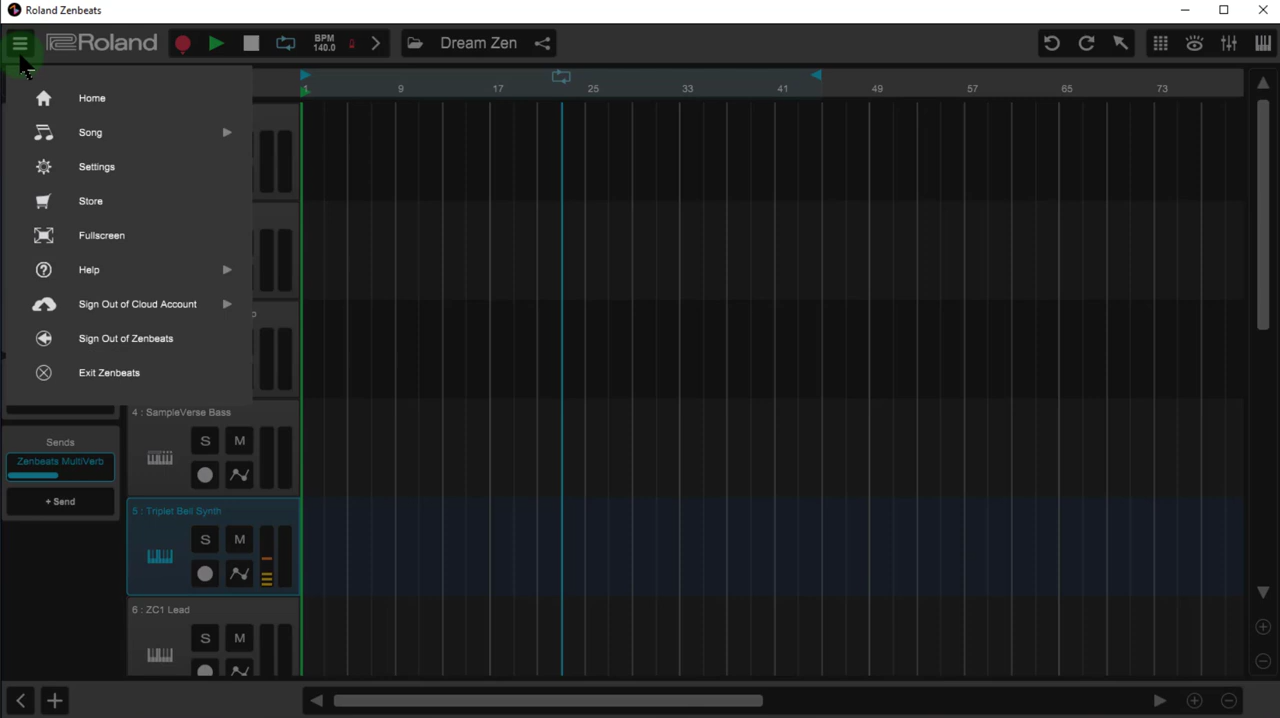 Roland Zenbeats
Roland
BPM
140.0
Dream Zen
Home
Song
Settings
Store
Fullscreen
Help
Sign Out of Cloud Account
Sign Out of Zenbeats
Exit Zenbeats
1 9 17 25 33 41 49 57 65 73
p
4 : SampleVerse Bass
S M
Sends
Zenbeats MultiVerb
+ Send
5 : Triplet Bell Synth
S M
6 : ZC1 Lead
S M